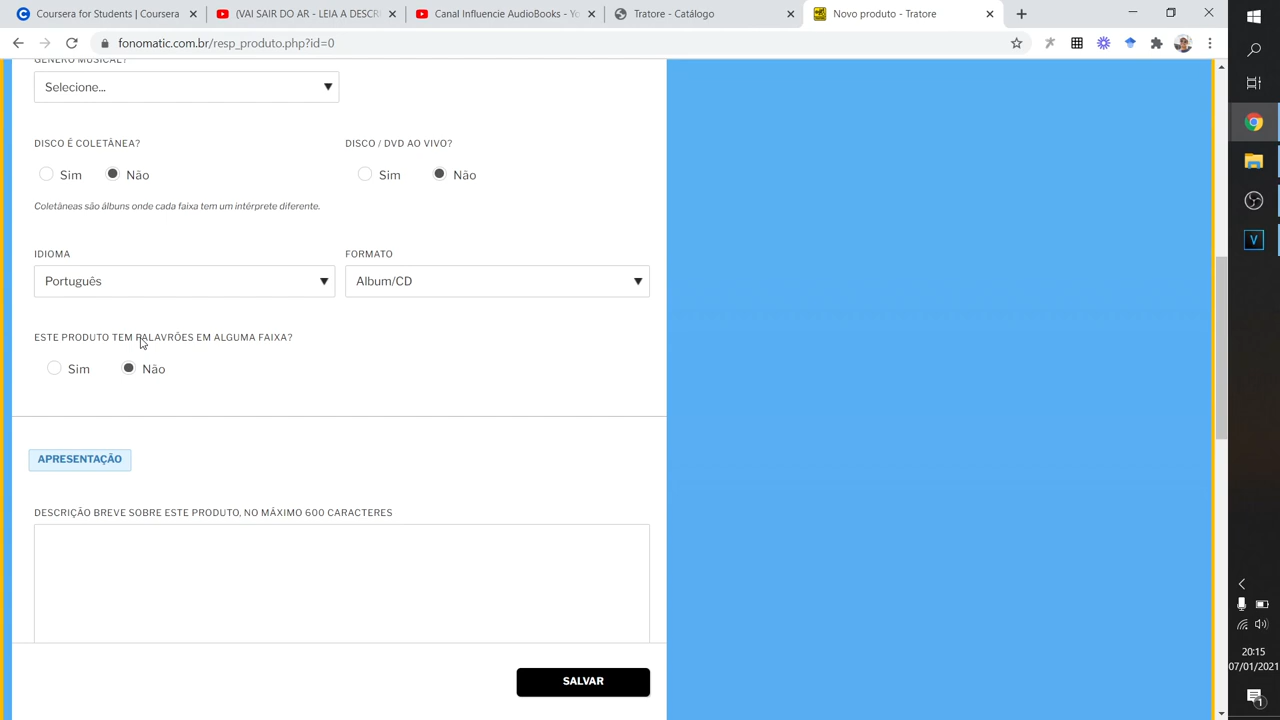 Coursera for Students | Coursera
(VAI SAIR DO AR - LEIA A DESCRI
Canal Influencie AudioBooks - Yo
Tratore - Catálogo
Novo produto - Tratore
fonomatic.com.br/resp_produto.php?id=0
GÊNERO MUSICAL?
Selecione...
DISCO É COLETÂNEA?
DISCO / DVD AO VIVO?
Sim
Não
Sim
Não
Coletâneas são álbuns onde cada faixa tem um intérprete diferente.
IDIOMA
FORMATO
Português
Album/CD
ESTE PRODUTO TEM PALAVRÕES EM ALGUMA FAIXA?
Sim
Não
APRESENTAÇÃO
DESCRIÇÃO BREVE SOBRE ESTE PRODUTO, NO MÁXIMO 600 CARACTERES
SALVAR
20:15
07/01/2021
1